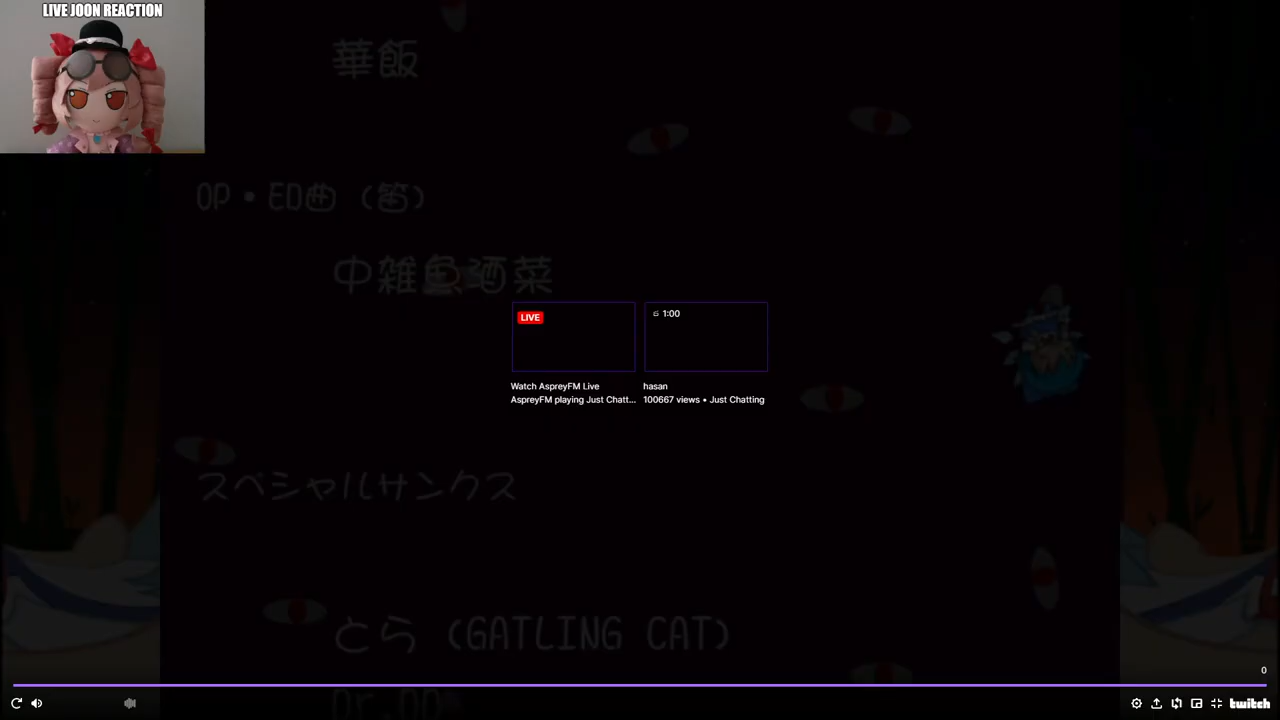 LIVE JOON REACTION
華飯
OP・ED曲 (笛)
中雑魚酒菜
LIVE
1:00
Watch AspreyFM Live
AspreyFM playing Just Chatt...
hasan
100667 views • Just Chatting
スペシャルサンクス
とら (GATLING CAT)
0
twitch